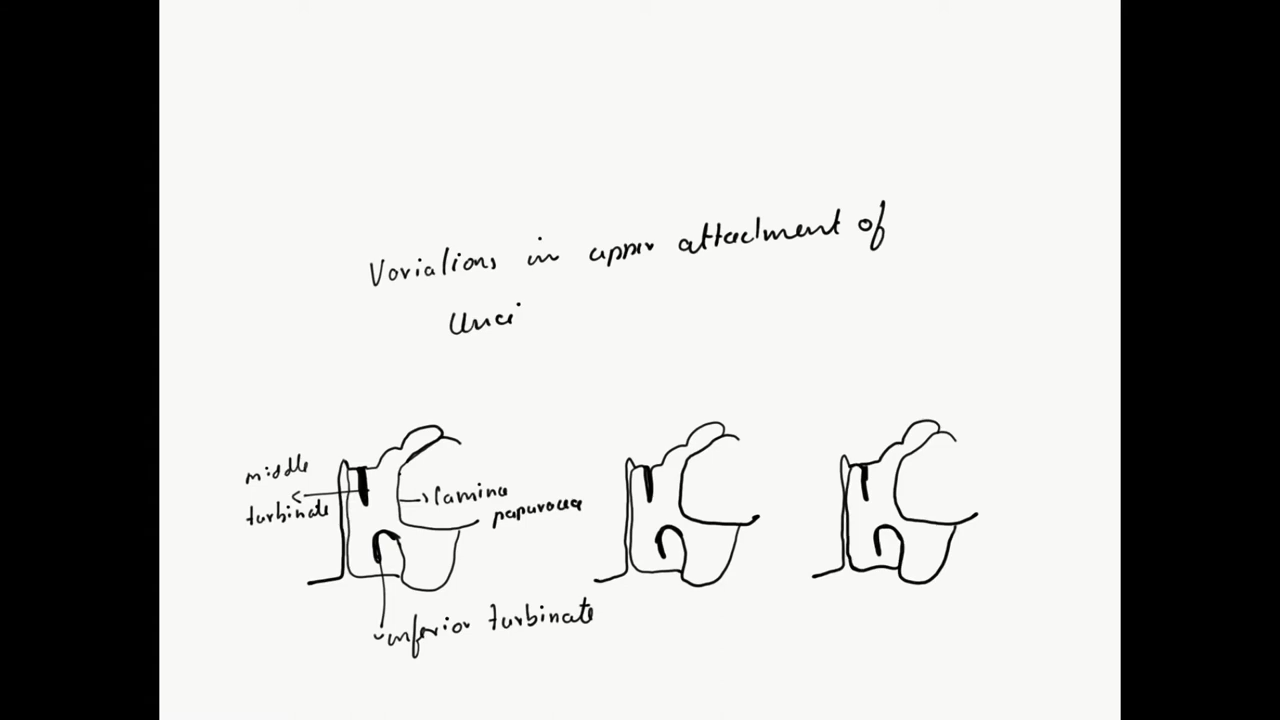 Variations in upper attachment of
Unci
middle
turbinate
Lamina
papyracea
inferior turbinate